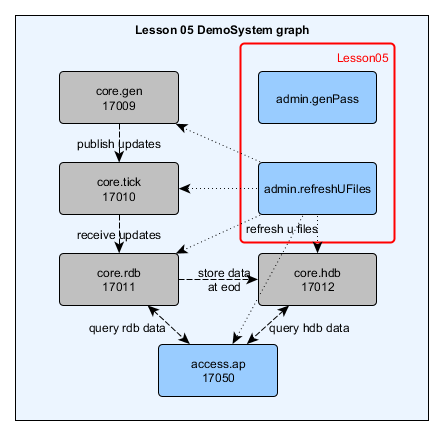 Lesson 05 DemoSystem graph
Lesson05
core.gen
17009
admin.genPass
publish updates
core.tick
17010
admin.refreshUFiles
receive updates
refresh u files
core.rdb
17011
store data
at eod
core.hdb
17012
query rdb data
query hdb data
access.ap
17050